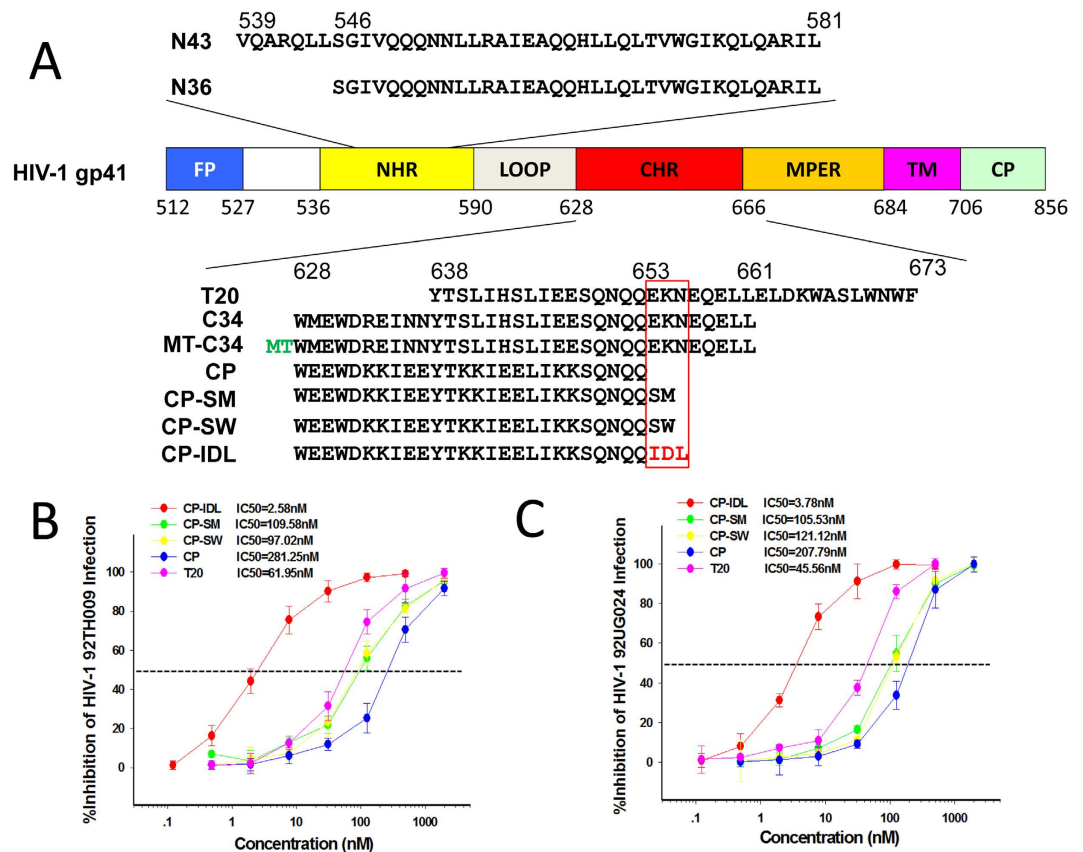 A
539 546 581
N43 VQARQLLSGIVQQQNNLLRAIEAQQHLLQLTVWGIKQLQARIL
N36 SGIVQQQNNLLRAIEAQQHLLQLTVWGIKQLQARIL
HIV-1 gp41 FP NHR LOOP CHR MPER TM CP
512 527 536 590 628 666 684 706 856
628 638 653 661 673
T20 YTSLIHSLIEESQNQQEKNEQELLELDKWASLWNWF
C34 WMEWDREINNYTSLIHSLIEESQNQQEKNEQELL
MT-C34 MTWMEWDREINNYTSLIHSLIEESQNQQEKNEQELL
CP WEEWDKKIEEYTKKIEELIKKSQNQQ
CP-SM WEEWDKKIEEYTKKIEELIKKSQNQQSM
CP-SW WEEWDKKIEEYTKKIEELIKKSQNQQSW
CP-IDL WEEWDKKIEEYTKKIEELIKKSQNQQIDL
B
CP-IDL IC50=2.58nM
CP-SM IC50=109.58nM
CP-SW IC50=97.02nM
CP IC50=281.25nM
T20 IC50=61.95nM
%Inhibition of HIV-1 92TH009 Infection
100
80
60
40
20
0
.1 1 10 100 1000
Concentration (nM)
C
CP-IDL IC50=3.78nM
CP-SM IC50=105.53nM
CP-SW IC50=121.12nM
CP IC50=207.79nM
T20 IC50=45.56nM
%Inhibition of HIV-1 92UG024 Infection
100
80
60
40
20
0
.1 1 10 100 1000
Concentration (nM)